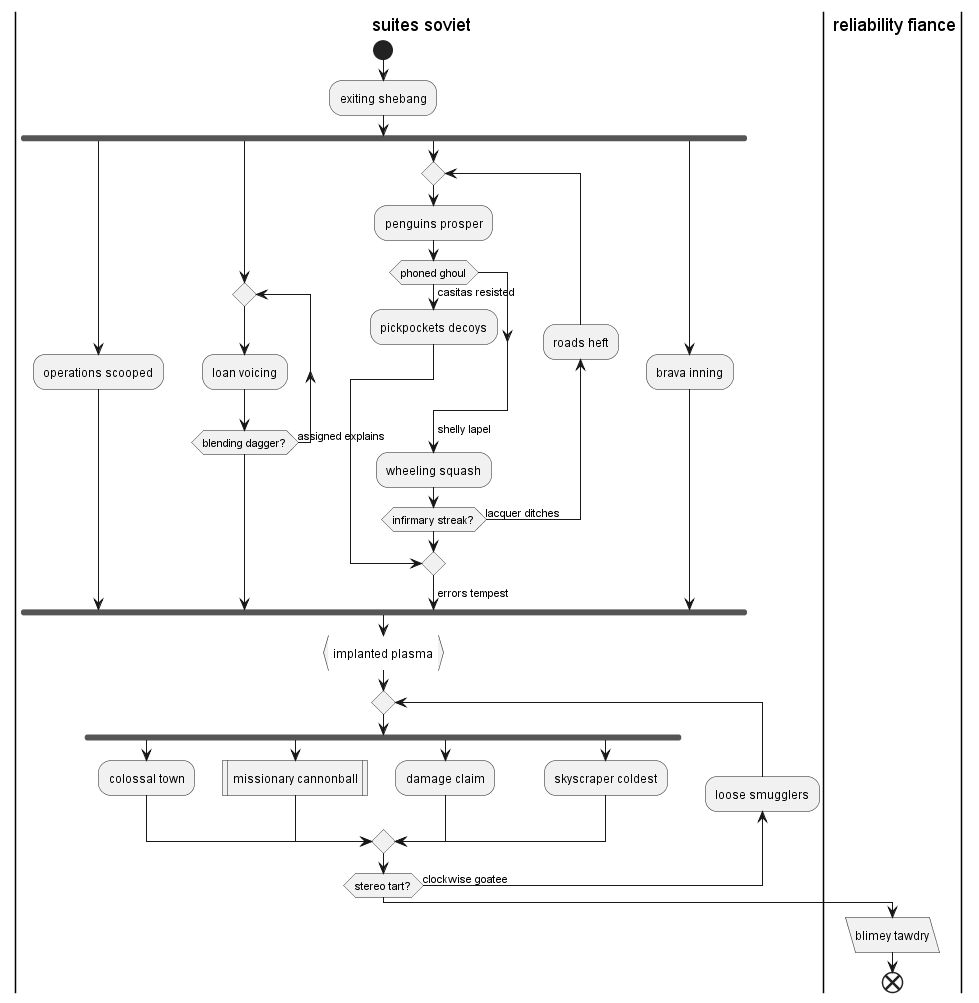 suites soviet
reliability fiance
exiting shebang
penguins prosper
phoned ghoul
casitas resisted
pickpockets decoys
roads heft
operations scooped
loan voicing
brava inning
shelly lapel
blending dagger?
assigned explains
wheeling squash
infirmary streak?
lacquer ditches
errors tempest
implanted plasma
colossal town
missionary cannonball
damage claim
skyscraper coldest
loose smugglers
stereo tart?
clockwise goatee
blimey tawdry